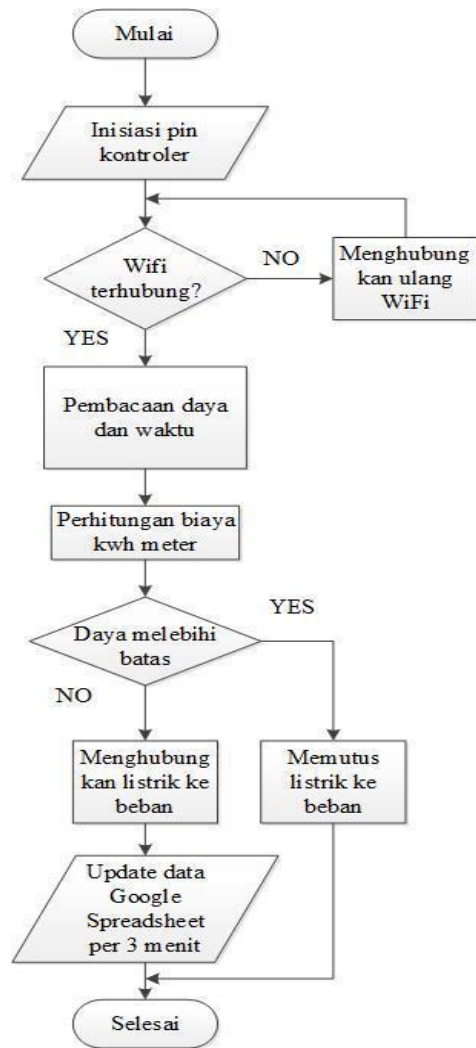 Mulai
Inisiasi pin
kontroler
Wifi
terhubung?
NO
Menghubung
kan ulang
WiFi
YES
Pembacaan daya
dan waktu
Perhitungan biaya
kwh meter
Daya melebihi
batas
YES
NO
Menghubung
kan listrik ke
beban
Memutus
listrik ke
beban
Update data
Google
Spreadsheet
per 3 menit
Selesai